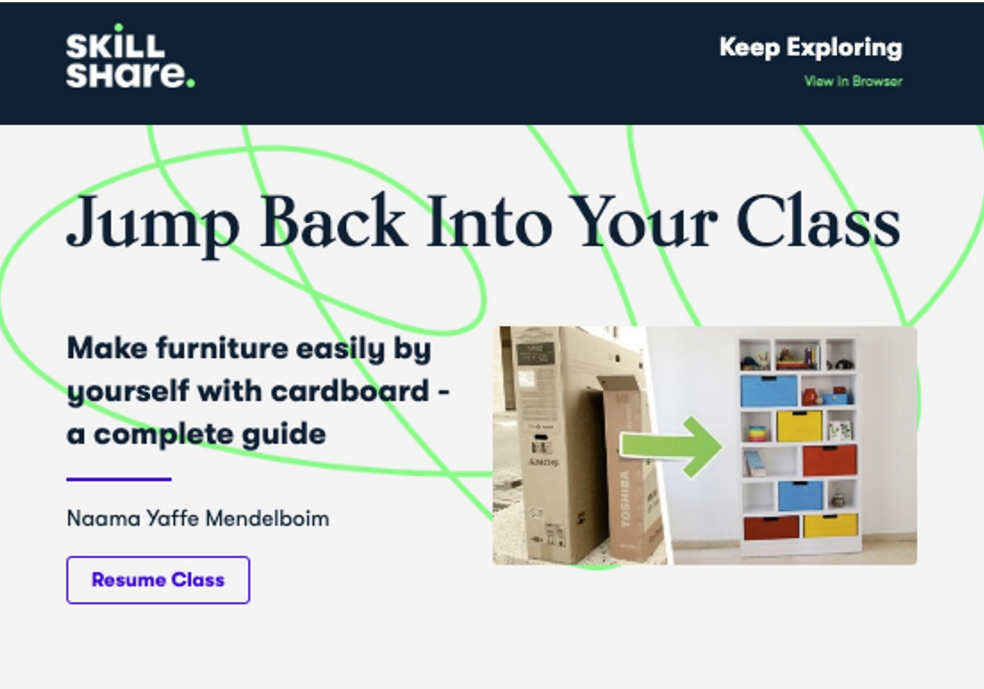 SKiLL
SHare.
Keep Exploring
View in Browser
Jump Back Into Your Class
Make furniture easily by
yourself with cardboard -
a complete guide
SONY
TOSHIBA
Naama Yaffe Mendelboim
Resume Class